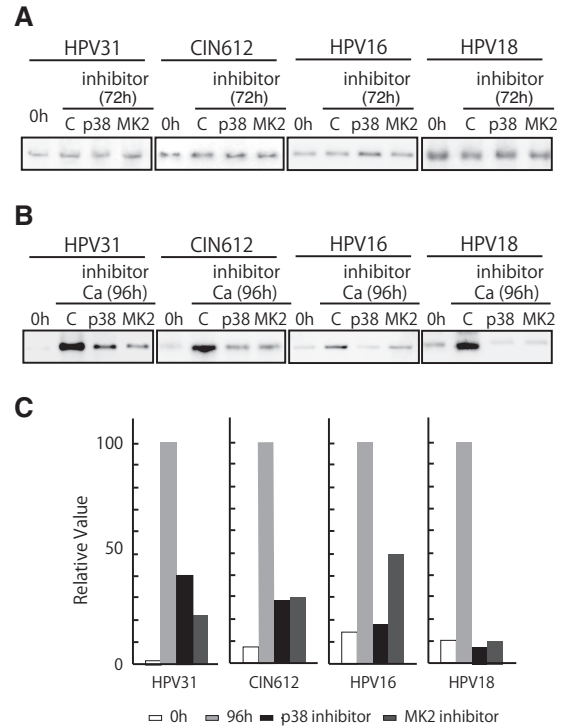 A
HPV31 CIN612 HPV16 HPV18
inhibitor inhibitor inhibitor inhibitor
(72h) (72h) (72h) (72h)
0h C p38 MK2 0h C p38 MK2 0h C p38 MK2 0h C p38 MK2
B
HPV31 CIN612 HPV16 HPV18
inhibitor inhibitor inhibitor inhibitor
Ca (96h) Ca (96h) Ca (96h) Ca (96h)
0h C p38 MK2 0h C p38 MK2 0h C p38 MK2 0h C p38 MK2
C
100
50
0
Relative Value
HPV31 CIN612 HPV16 HPV18
0h 96h p38 inhibitor MK2 inhibitor